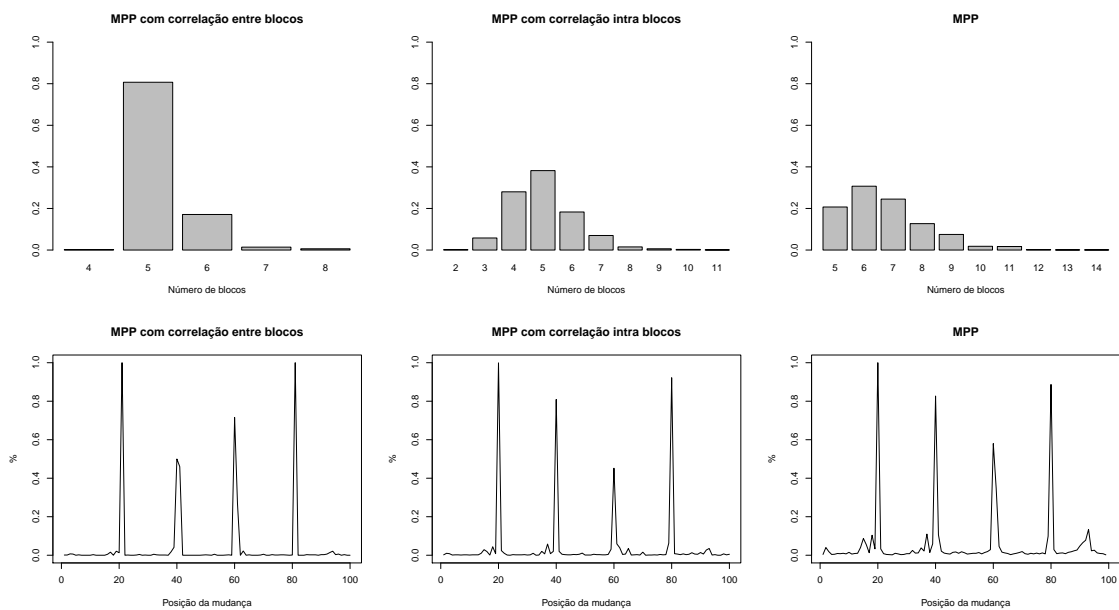 MPP com correlação entre blocos
1.0
0.8
0.6
0.4
0.2
0.0
4 5 6 7 8
Número de blocos
MPP com correlação intra blocos
1.0
0.8
0.6
0.4
0.2
0.0
2 3 4 5 6 7 8 9 10 11
Número de blocos
MPP
1.0
0.8
0.6
0.4
0.2
0.0
5 6 7 8 9 10 11 12 13 14
Número de blocos
MPP com correlação entre blocos
%
1.0
0.8
0.6
0.4
0.2
0.0
0 20 40 60 80 100
Posição da mudança
MPP com correlação intra blocos
%
1.0
0.8
0.6
0.4
0.2
0.0
0 20 40 60 80 100
Posição da mudança
MPP
%
1.0
0.8
0.6
0.4
0.2
0.0
0 20 40 60 80 100
Posição da mudança